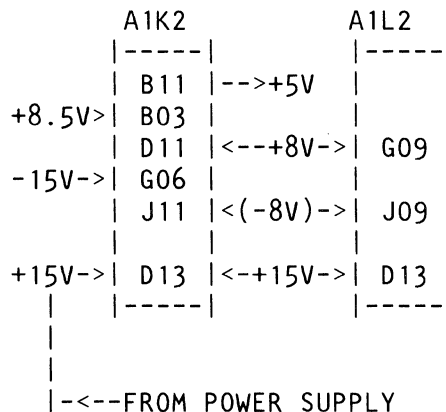 A1K2 A1L2
|-----| |-----
| B11 |-->+5V |
+8.5V>| B03 | |
| D11 |<--+8V->| G09
-15V->| G06 | |
| J11 |<(-8V)->| J09
| | |
+15V->| D13 |<-+15V->| D13
| |-----| |-----
|
|
|-<--FROM POWER SUPPLY